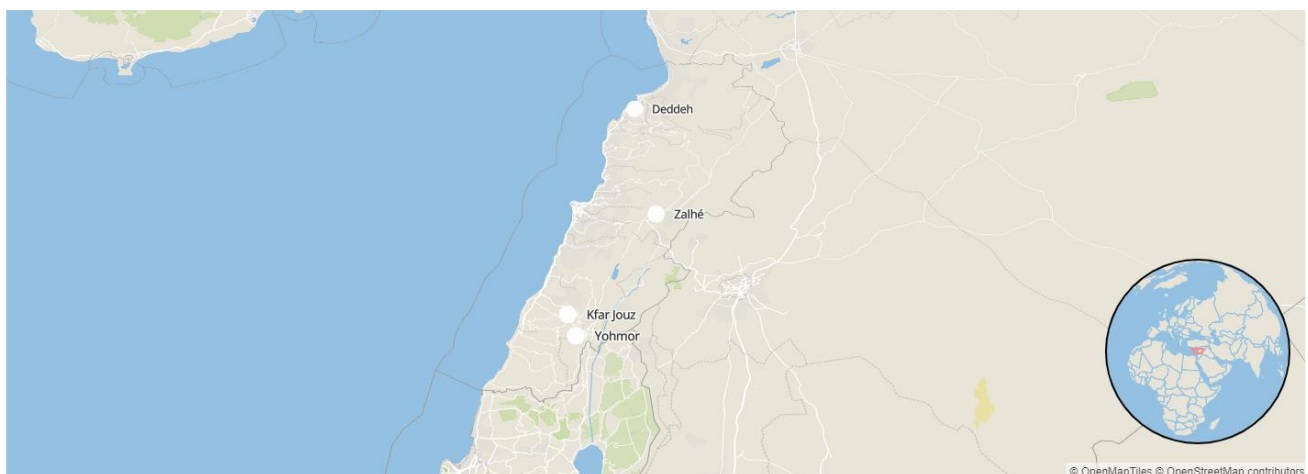 Deddeh
Zalhé
Kfar Jouz
Yohmor
© OpenMapTiles © OpenStreetMap contributors